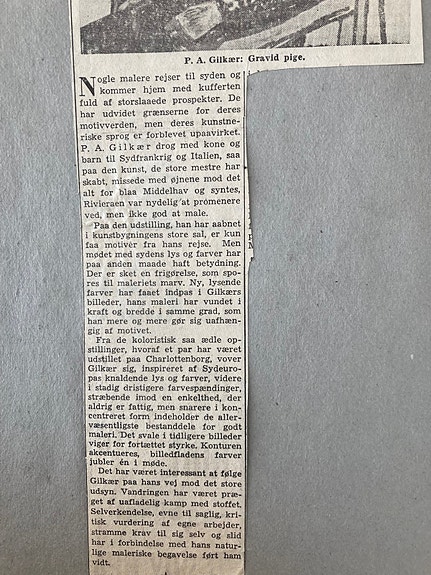 P. A. Gilkær: Gravid pige.
Nogle malere rejser til syden og
kommer hjem med kufferten
fuld af storslaaede prospekter. De
har udvidet grænserne for deres
motivverden, men deres kunstne-
riske sprog er forblevet upaavirket.
P. A. Gilkær drog med kone og
barn til Sydfrankrig og Italien, saa
paa den kunst, de store mestre har
skabt, missede med øjnene mod det
alt for blaa Middelhav og syntes,
Rivieraen var nydelig at promenere
ved, men ikke god at male.
Paa den udstilling, han har aabnet
i kunstbygningens store sal, er kun
faa motiver fra hans rejse. Men
mødet med sydens lys og farver har
paa anden maade haft betydning.
Der er sket en frigørelse, som spo-
res til maleriets marv. Ny, lysende
farver har faaet indpas i Gilkærs
billeder, hans maleri har vundet i
kraft og bredde i samme grad, som
han mere og mere gør sig uafhæn-
gig af motivet.
Fra de koloristisk saa ædle op-
stillinger, hvoraf et par har været
udstillet paa Charlottenborg, vover
Gilkær sig, inspireret af Sydeuro-
pas knaldende lys og farver, videre
i stadig dristigere farvespændinger,
stræbende imod en enkelthed, der
aldrig er fattig, men snarere i kon-
centreret form indeholder de aller-
væsentligste bestanddele for godt
maleri. Det svale i tidligere billeder
viger for fortættet styrke. Konturen
akcentueres, billedfladens farver
jubler én i møde.
Det har været interessant at følge
Gilkær paa hans vej mod det store
udsyn. Vandringen har været præ-
get af uafladelig kamp med stoffet.
Selverkendelse, evne til saglig, kri-
tisk vurdering af egne arbejder,
stramme krav til sig selv og slid
har i forbindelse med hans natur-
lige maleriske begavelse ført ham
vidt.